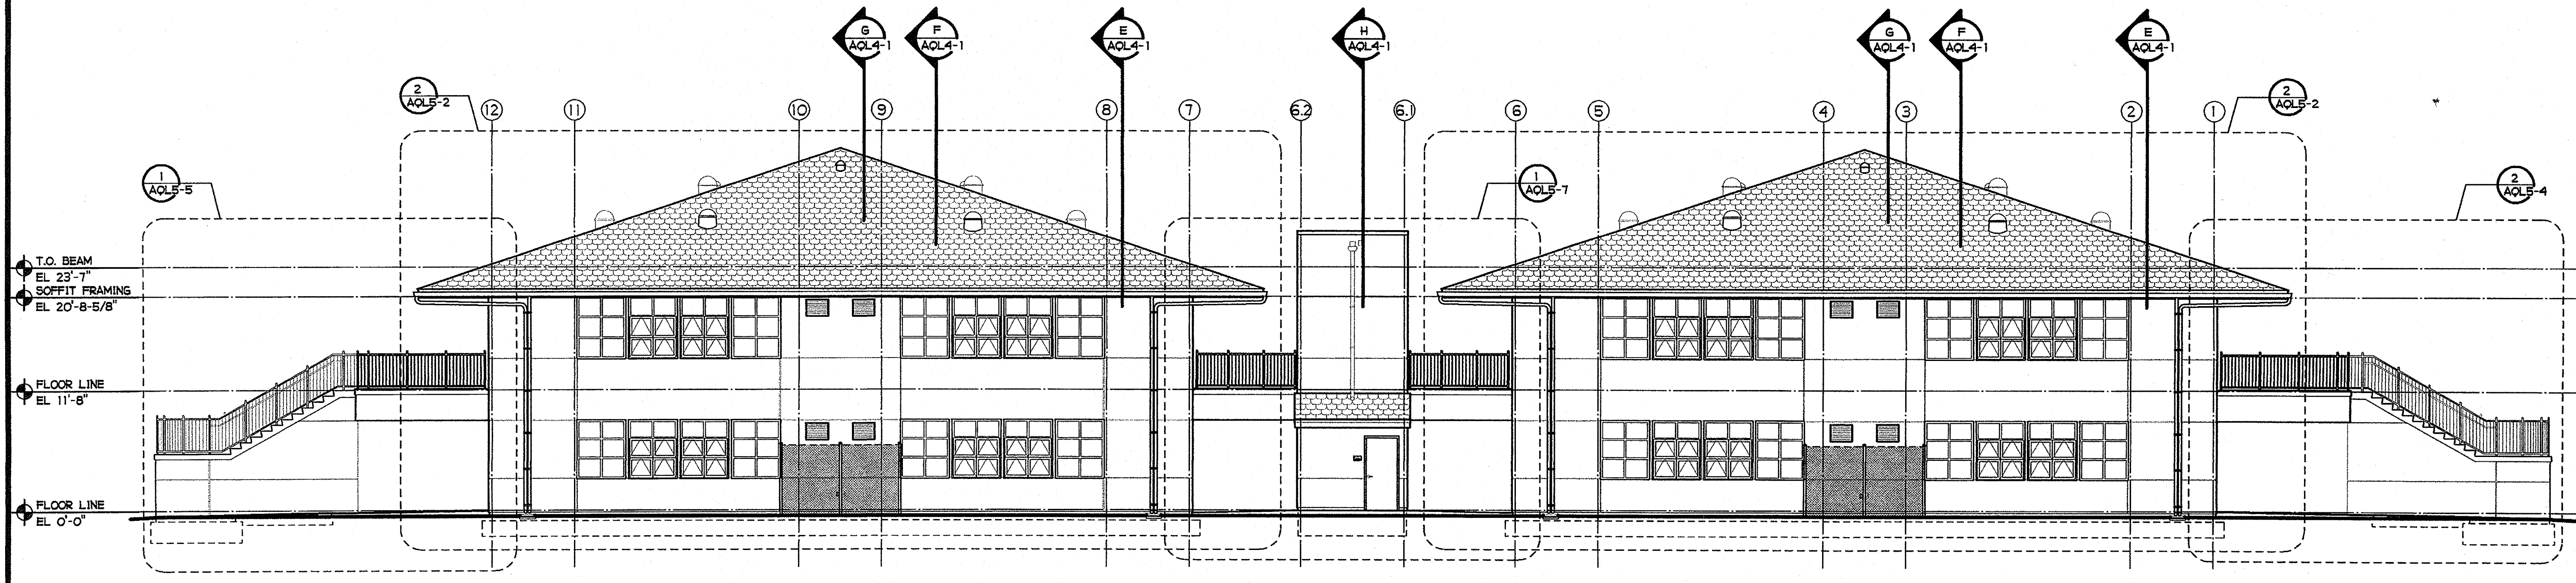 G
AQL4-1
F
AQL4-1
E
AQL4-1
H
AQL4-1
G
AQL4-1
F
AQL4-1
E
AQL4-1
2
AQL5-2
12
11
10
9
8
7
6.2
6.1
6
5
4
3
2
1
2
AQL5-2
1
AQL5-5
1
AQL5-7
2
AQL5-4
T.O. BEAM
EL 23'-7"
SOFFIT FRAMING
EL 20'-8-5/8"
FLOOR LINE
EL 11'-8"
FLOOR LINE
EL 0'-0"